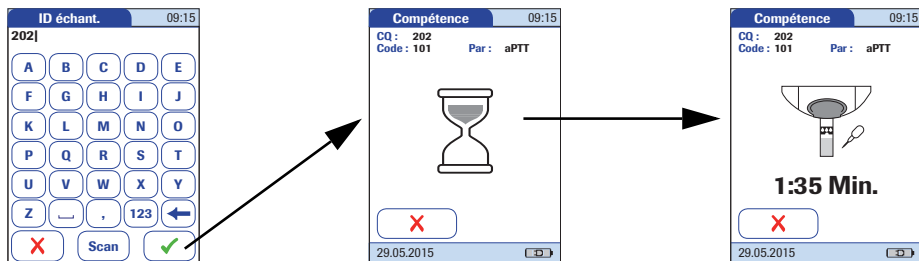 ID échant. 09:15
202
A B C D E
F G H I J
K L M N O
P Q R S T
U V W X Y
Z , 123
Scan
Compétence 09:15
CQ : 202
Code : 101 Par : aPTT
29.05.2015
Compétence 09:15
CQ : 202
Code : 101 Par : aPTT
1:35 Min.
29.05.2015